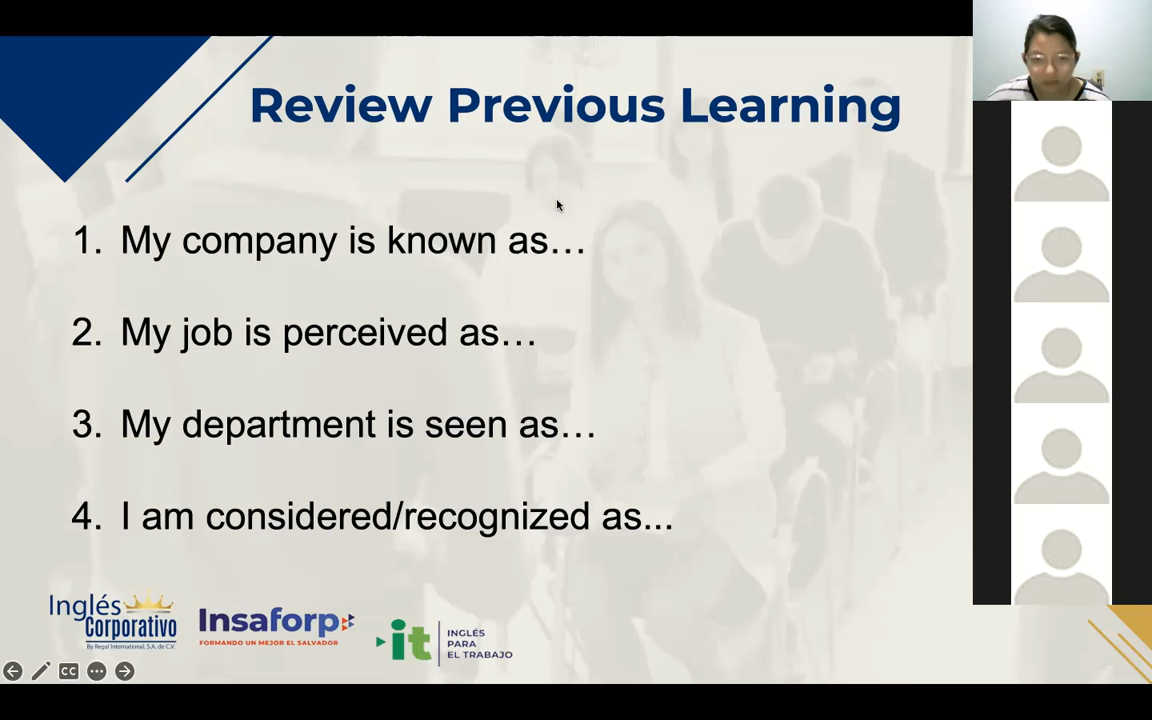 Review Previous Learning
1. My company is known as…
2. My job is perceived as…
3. My department is seen as…
4. I am considered/recognized as...
Inglés
Corporativo
By Regal International, S.A. de C.V.
Insaforp
FORMANDO UN MEJOR EL SALVADOR
it
INGLÉS
PARA
EL TRABAJO
CC